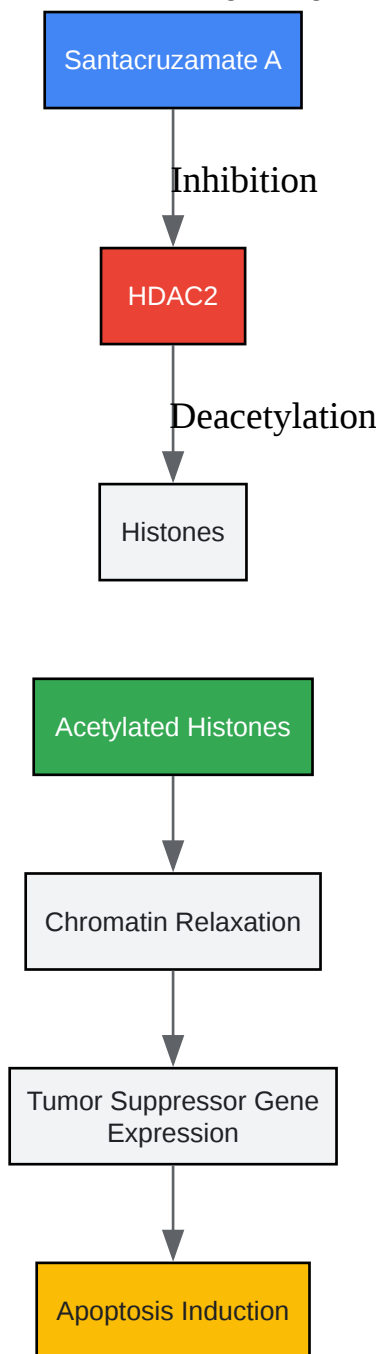 Santacruzamate A
Inhibition
HDAC2
Deacetylation
Histones
Acetylated Histones
Chromatin Relaxation
Tumor Suppressor Gene
Expression
Apoptosis Induction